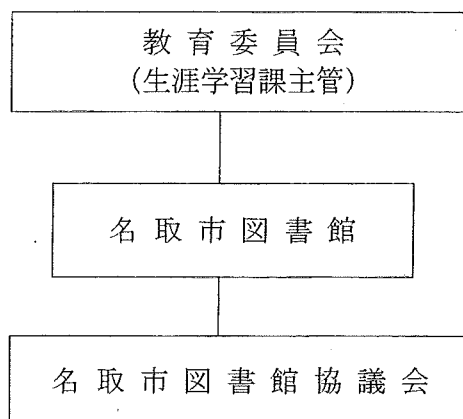 教育委員会
(生涯学習課主管)
名取市図書館
名取市図書館協議会